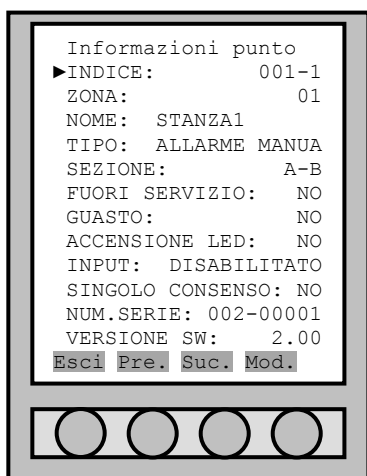 Informazioni punto
►INDICE: 001-1
ZONA: 01
NOME: STANZA1
TIPO: ALLARME MANUA
SEZIONE: A-B
FUORI SERVIZIO: NO
GUASTO: NO
ACCENSIONE LED: NO
INPUT: DISABILITATO
SINGOLO CONSENSO: NO
NUM.SERIE: 002-00001
VERSIONE SW: 2.00
Esci Pre. Suc. Mod.